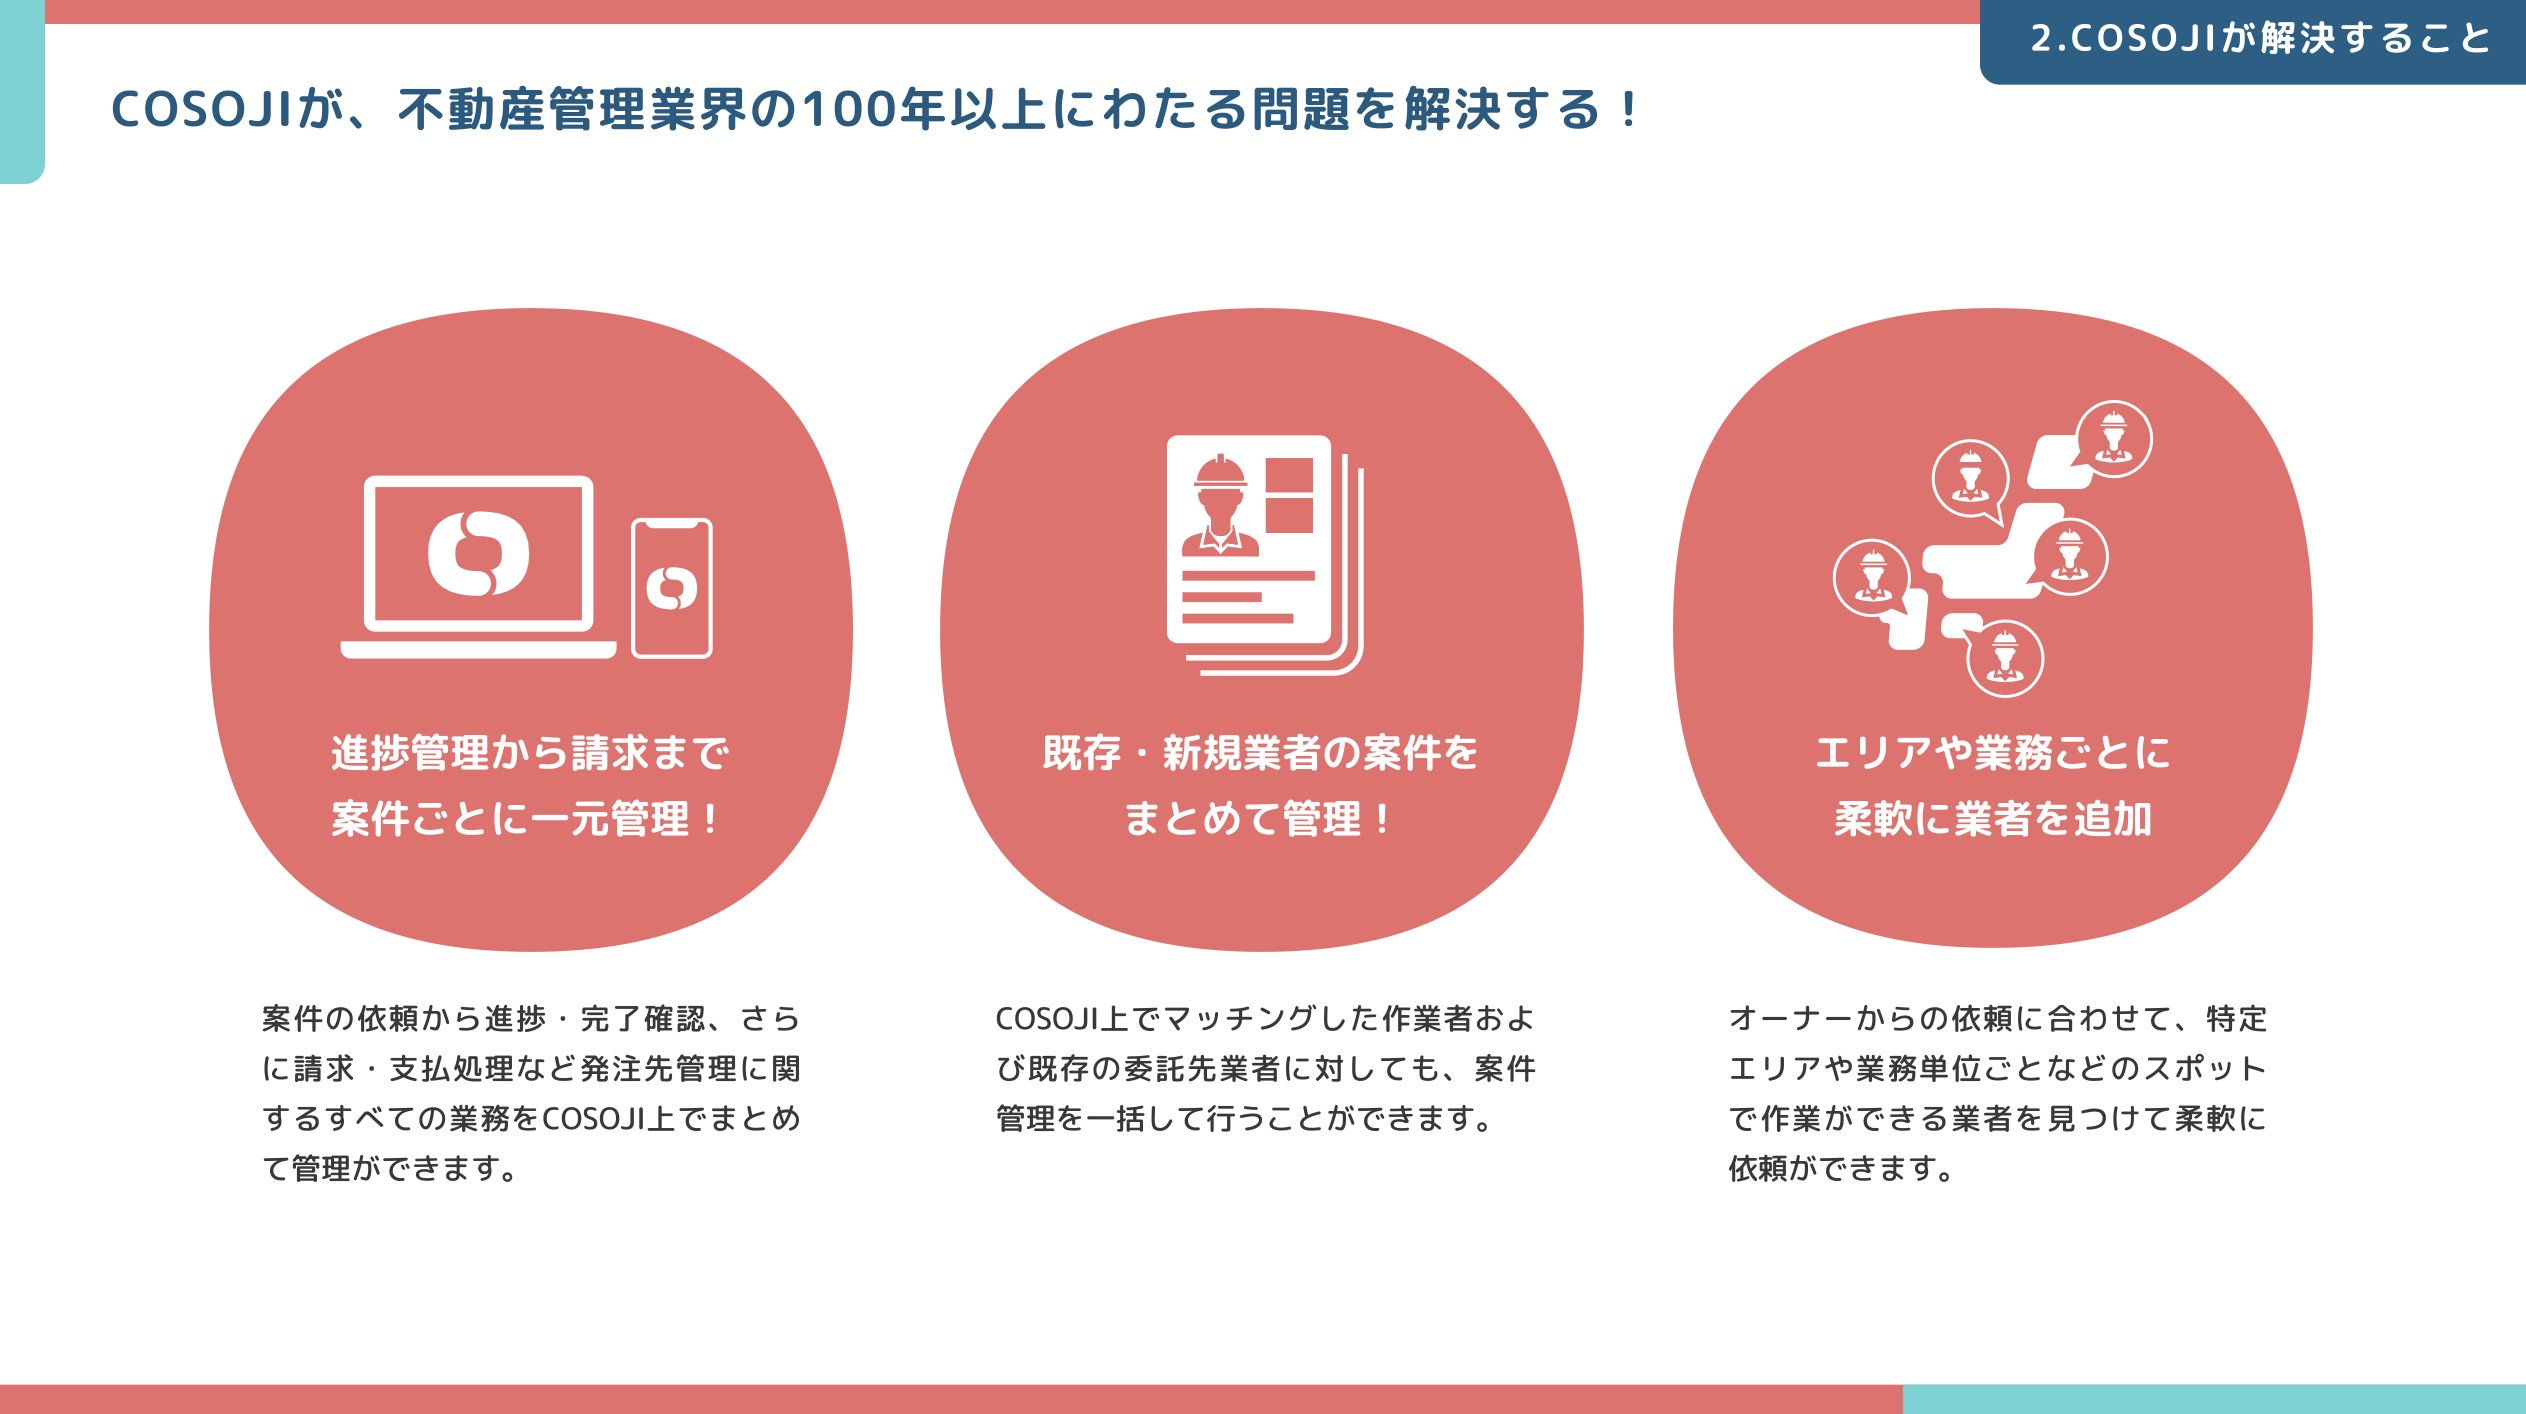 2.COSOJIが解決すること
COSOJIが、不動産管理業界の100年以上にわたる問題を解決する！
進捗管理から請求まで
案件ごとに一元管理！
案件の依頼から進捗・完了確認、さら
に請求・支払処理など発注先管理に関
するすべての業務をCOSOJI上でまとめ
て管理ができます。
既存・新規業者の案件を
まとめて管理！
COSOJI上でマッチングした作業者およ
び既存の委託先業者に対しても、案件
管理を一括して行うことができます。
エリアや業務ごとに
柔軟に業者を追加
オーナーからの依頼に合わせて、特定
エリアや業務単位ごとなどのスポット
で作業ができる業者を見つけて柔軟に
依頼ができます。